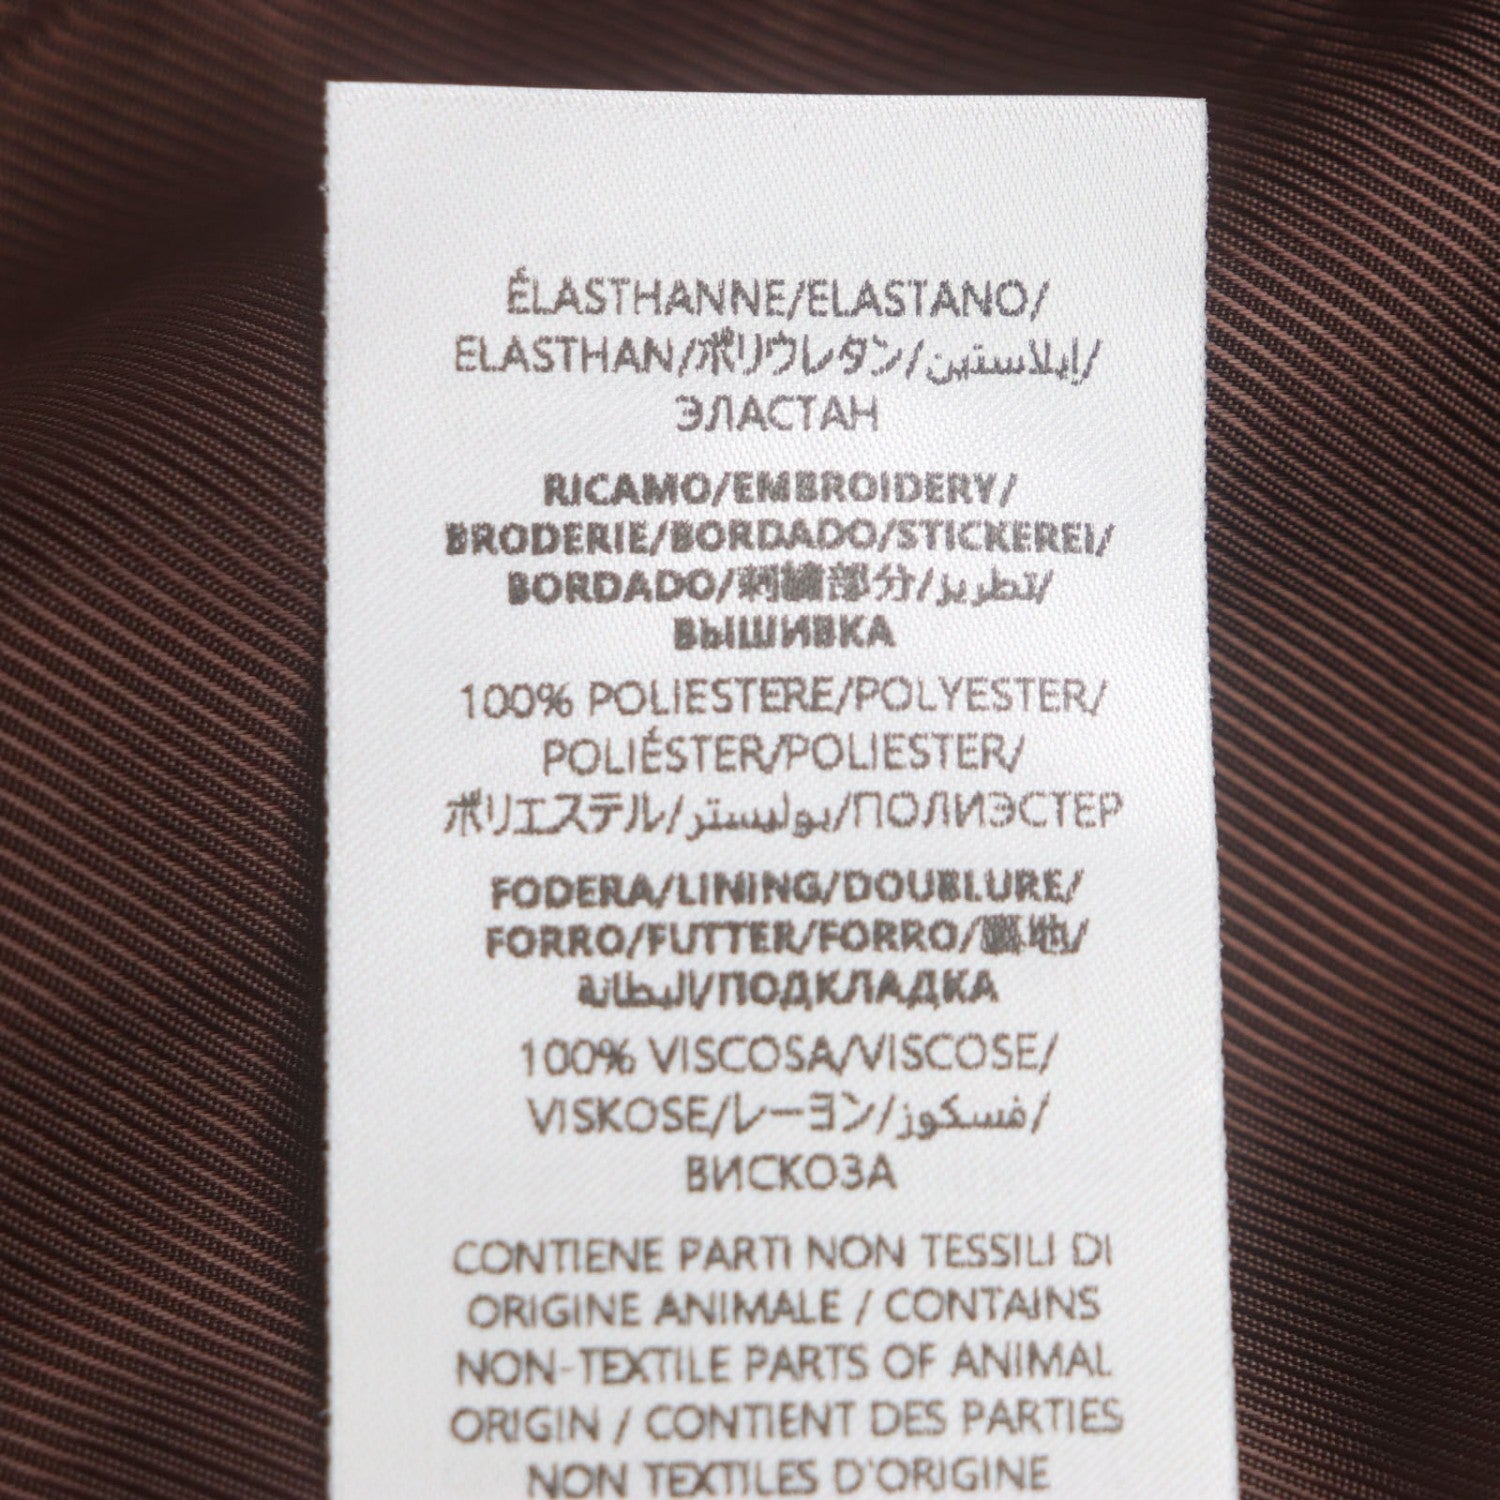 ÉLASTHANNE/ELASTANO/
ELASTHAN/ポリウレタン/إيلاستين/
ЭЛАСТАН
RICAMO/EMBROIDERY/
BRODERIE/BORDADO/STICKEREI/
BORDADO/刺繍部分/تطريز/
ВЫШИВКА
100% POLIESTERE/POLYESTER/
POLIÉSTER/POLIESTER/
ポリエステル/بوليستر/ПОЛИЭСТЕР
FODERA/LINING/DOUBLURE/
FORRO/FUTTER/FORRO/裏地/
البطانة/ПОДКЛАДКА
100% VISCOSA/VISCOSE/
VISKOSE/レーヨン/فسكوز/
ВИСКОЗА
CONTIENE PARTI NON TESSILI DI
ORIGINE ANIMALE / CONTAINS
NON-TEXTILE PARTS OF ANIMAL
ORIGIN / CONTIENT DES PARTIES
NON TEXTILES D'ORIGINE